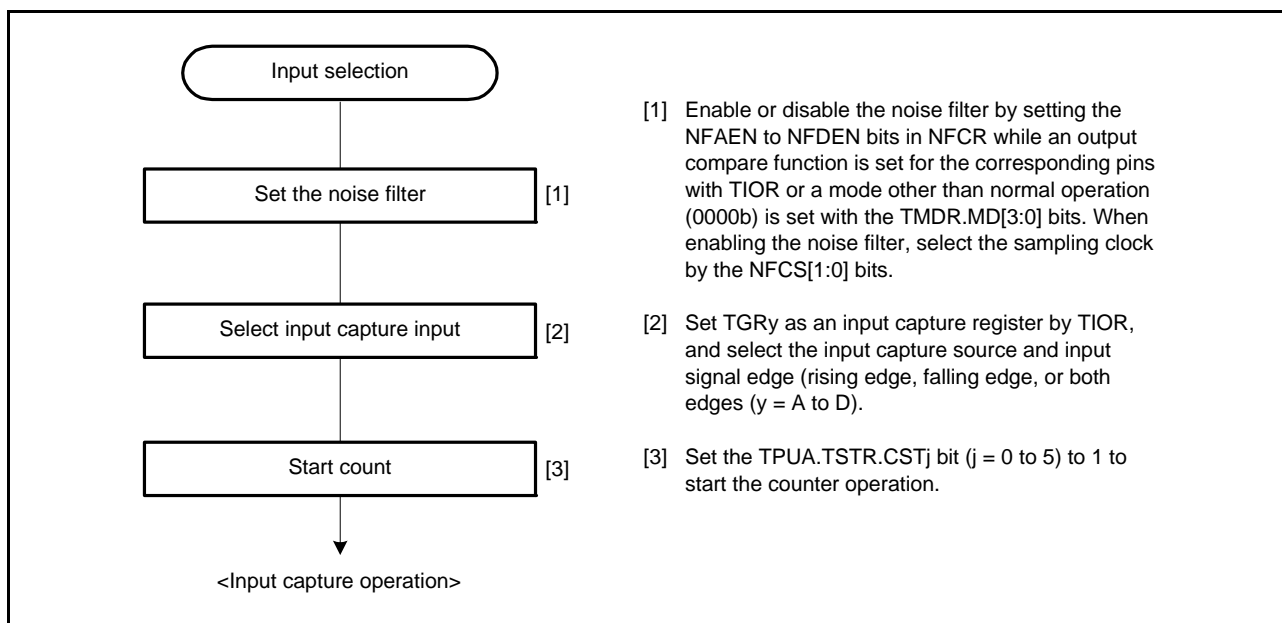 Input selection
Set the noise filter [1]
Select input capture input [2]
Start count [3]
<Input capture operation>
[1] Enable or disable the noise filter by setting the
NFAEN to NFDEN bits in NFCR while an output
compare function is set for the corresponding pins
with TIOR or a mode other than normal operation
(0000b) is set with the TMDR.MD[3:0] bits. When
enabling the noise filter, select the sampling clock
by the NFCS[1:0] bits.
[2] Set TGRy as an input capture register by TIOR,
and select the input capture source and input
signal edge (rising edge, falling edge, or both
edges (y = A to D).
[3] Set the TPUA.TSTR.CSTj bit (j = 0 to 5) to 1 to
start the counter operation.